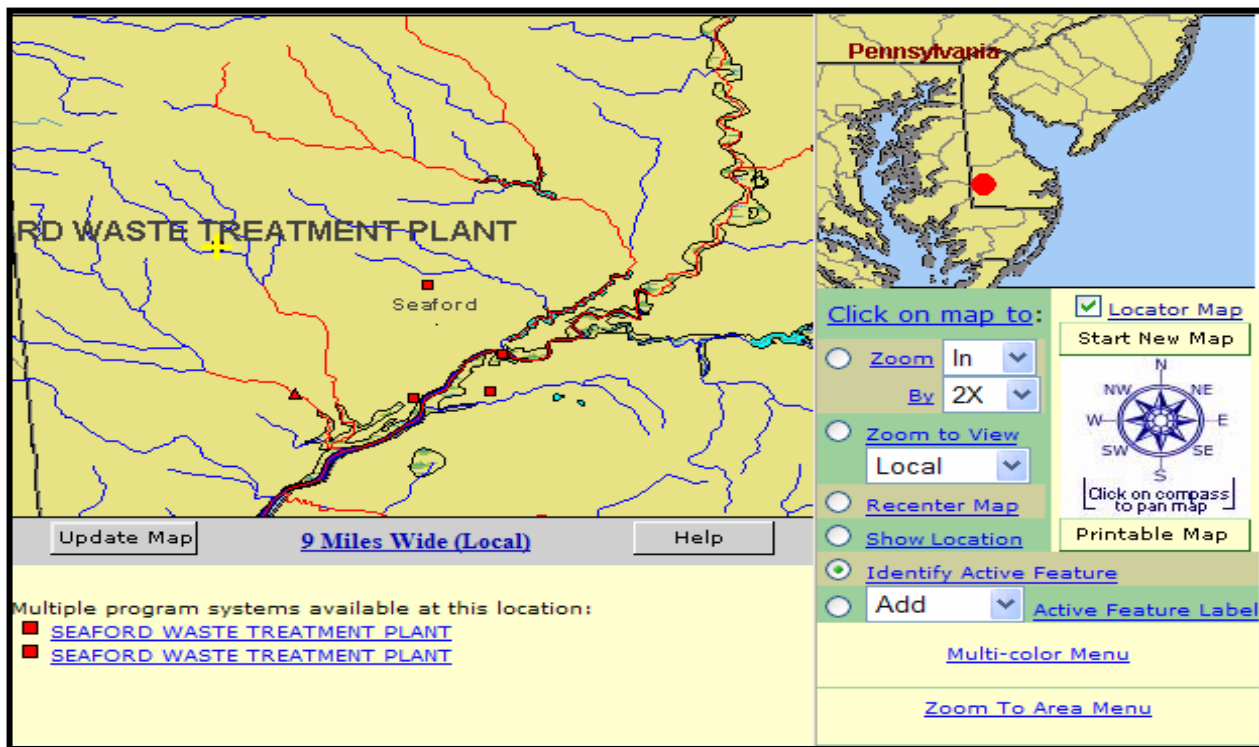 RD WASTE TREATMENT PLANT
Seaford
Update Map
9 Miles Wide (Local)
Help
Multiple program systems available at this location:
SEAFORD WASTE TREATMENT PLANT
SEAFORD WASTE TREATMENT PLANT
Pennsylvania
Click on map to:
Zoom In
By 2X
Zoom to View
Local
Recenter Map
Show Location
Identify Active Feature
Add Active Feature Label
Locator Map
Start New Map
N
NW NE
W E
SW SE
S
Click on compass
to pan map
Printable Map
Multi-color Menu
Zoom To Area Menu